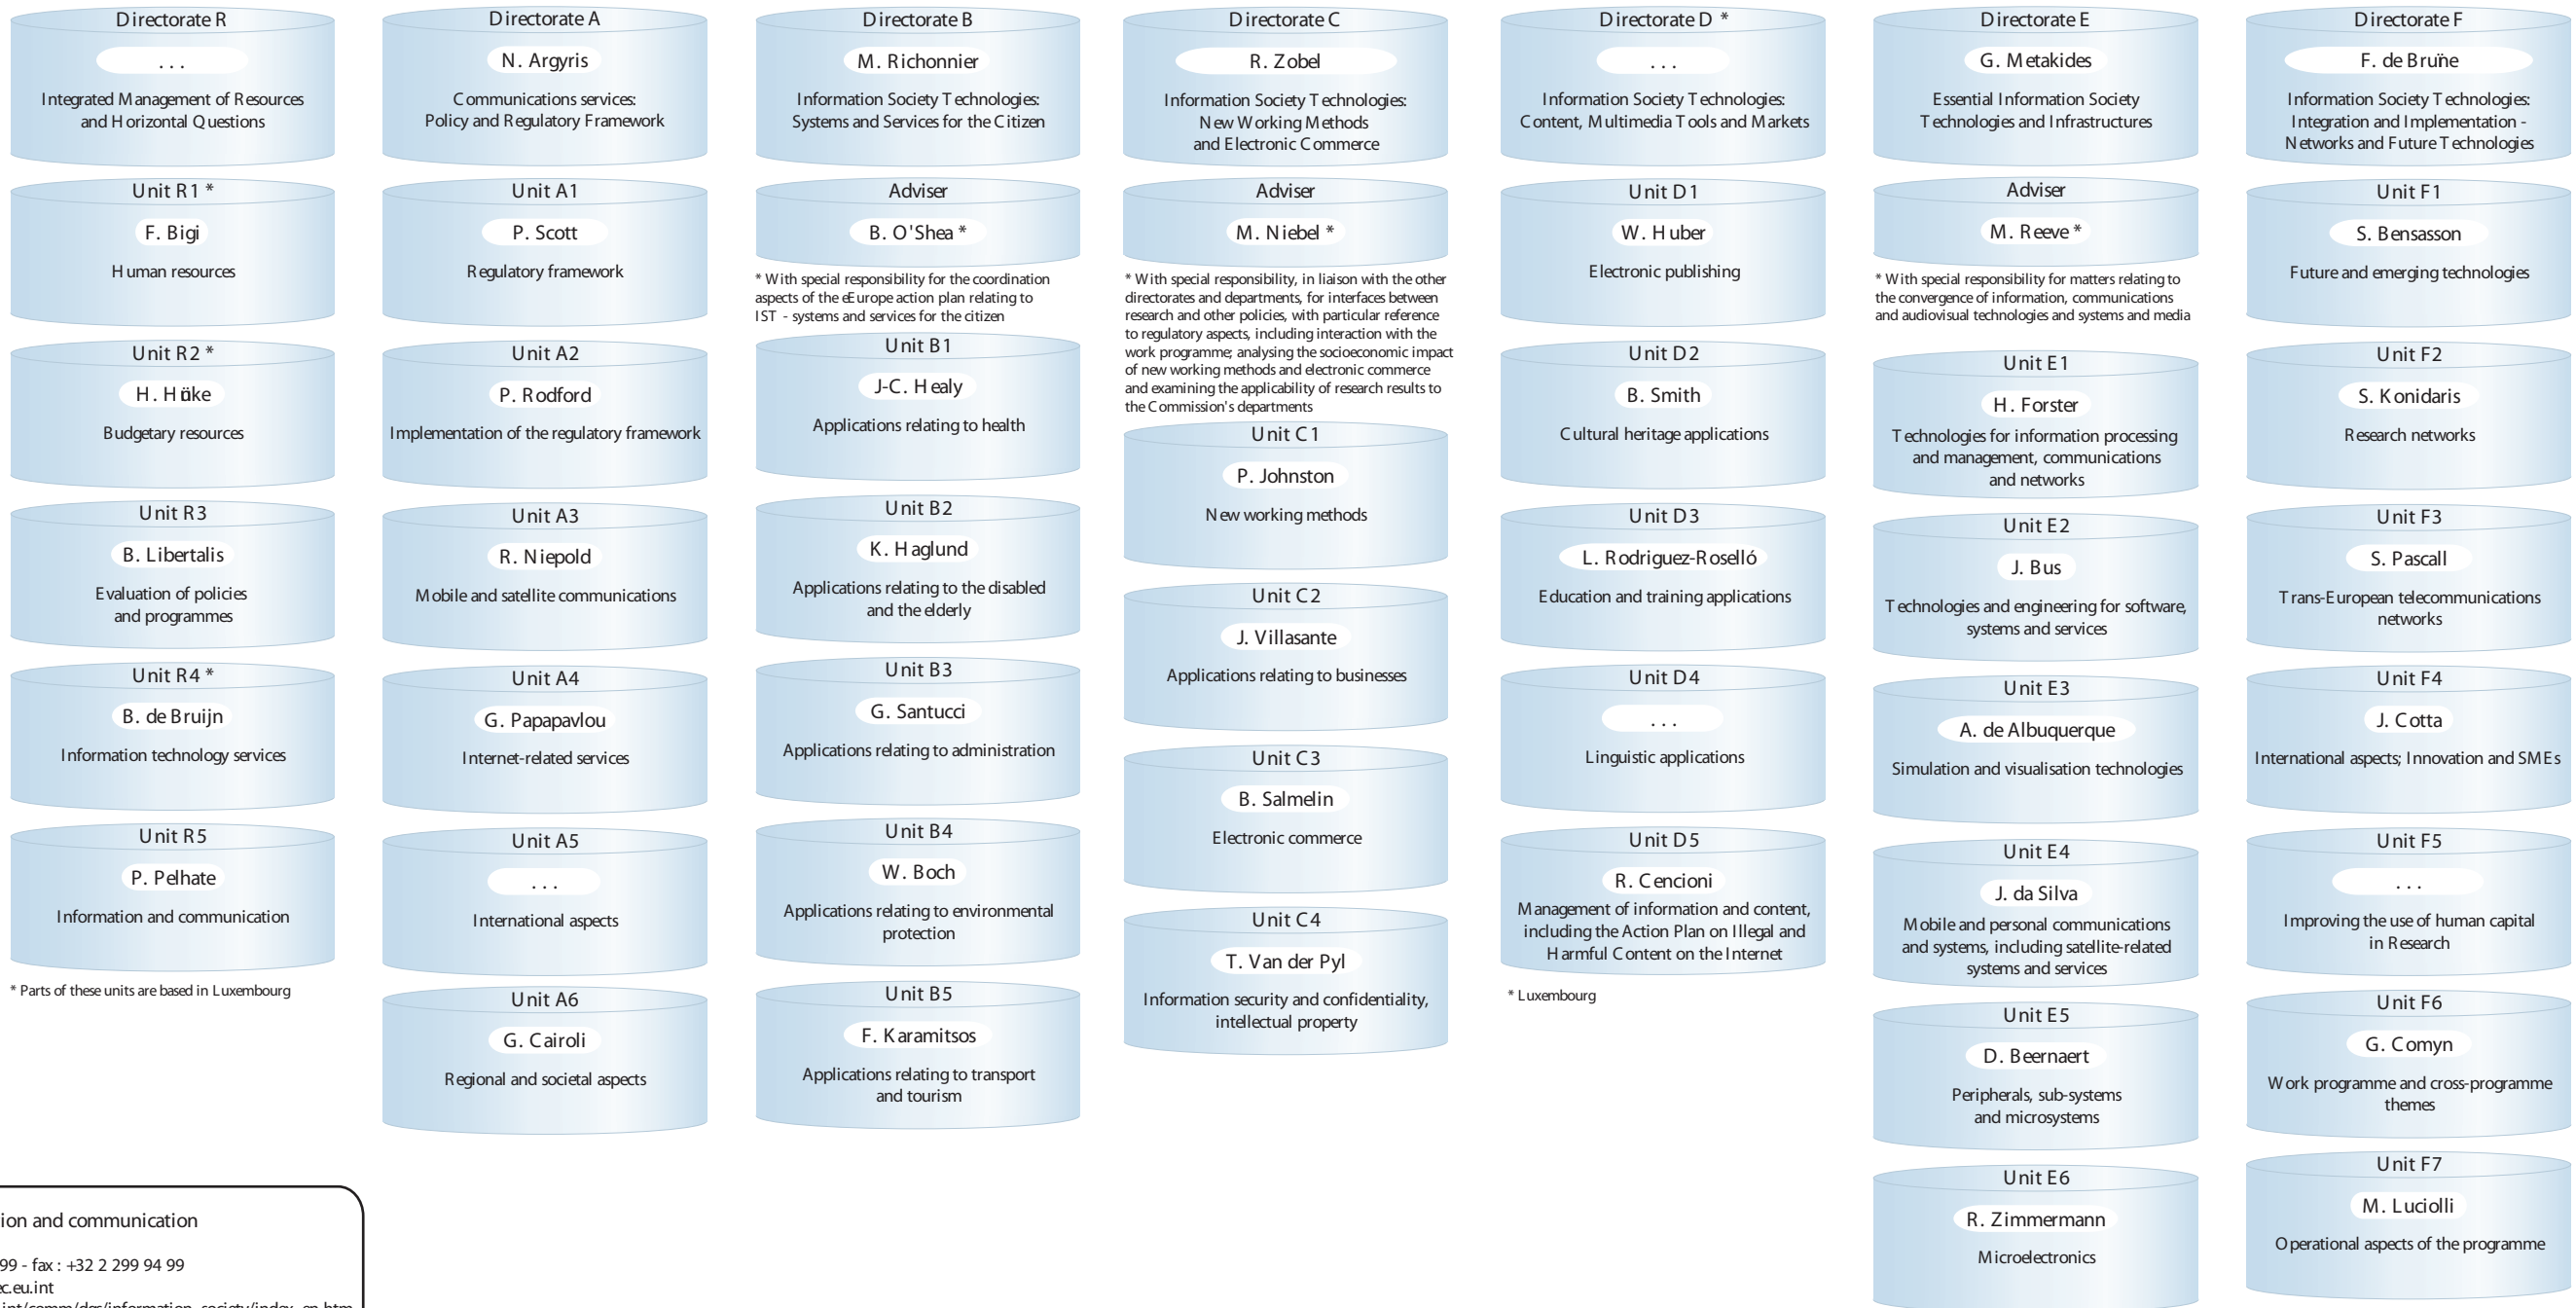 Directorate R
. . .
Integrated Management of Resources
and Horizontal Questions
Unit R1 *
F. Bigi
Human resources
Unit R2 *
H. Hüke
Budgetary resources
Unit R3
B. Libertalis
Evaluation of policies
and programmes
Unit R4 *
B. de Bruijn
Information technology services
Unit R5
P. Pelhate
Information and communication
* Parts of these units are based in Luxembourg
Directorate A
N. Argyris
Communications services:
Policy and Regulatory Framework
Unit A1
P. Scott
Regulatory framework
Unit A2
P. Rodford
Implementation of the regulatory framework
Unit A3
R. Niepold
Mobile and satellite communications
Unit A4
G. Papapavlou
Internet-related services
Unit A5
. . .
International aspects
Unit A6
G. Cairoli
Regional and societal aspects
Directorate B
M. Richonnier
Information Society Technologies:
Systems and Services for the Citizen
Adviser
B. O'Shea *
* With special responsibility for the coordination
aspects of the eEurope action plan relating to
IST - systems and services for the citizen
Unit B1
J-C. Healy
Applications relating to health
Unit B2
K. Haglund
Applications relating to the disabled
and the elderly
Unit B3
G. Santucci
Applications relating to administration
Unit B4
W. Boch
Applications relating to environmental
protection
Unit B5
F. Karamitsos
Applications relating to transport
and tourism
Directorate C
R. Zobel
Information Society Technologies:
New Working Methods
and Electronic Commerce
Adviser
M. Niebel *
* With special responsibility, in liaison with the other
directorates and departments, for interfaces between
research and other policies, with particular reference
to regulatory aspects, including interaction with the
work programme; analysing the socioeconomic impact
of new working methods and electronic commerce
and examining the applicability of research results to
the Commission's departments
Unit C1
P. Johnston
New working methods
Unit C2
J. Villasante
Applications relating to businesses
Unit C3
B. Salmelin
Electronic commerce
Unit C4
T. Van der Pyl
Information security and confidentiality,
intellectual property
Directorate D *
. . .
Information Society Technologies:
Content, Multimedia Tools and Markets
Unit D1
W. Huber
Electronic publishing
Unit D2
B. Smith
Cultural heritage applications
Unit D3
L. Rodriguez-Roselló
Education and training applications
Unit D4
. . .
Linguistic applications
Unit D5
R. Cencioni
Management of information and content,
including the Action Plan on Illegal and
Harmful Content on the Internet
* Luxembourg
Directorate E
G. Metakides
Essential Information Society
Technologies and Infrastructures
Adviser
M. Reeve *
* With special responsibility for matters relating to
the convergence of information, communications
and audiovisual technologies and systems and media
Unit E1
H. Forster
Technologies for information processing
and management, communications
and networks
Unit E2
J. Bus
Technologies and engineering for software,
systems and services
Unit E3
A. de Albuquerque
Simulation and visualisation technologies
Unit E4
J. da Silva
Mobile and personal communications
and systems, including satellite-related
systems and services
Unit E5
D. Beernaert
Peripherals, sub-systems
and microsystems
Unit E6
R. Zimmermann
Microelectronics
Directorate F
F. de Bruïne
Information Society Technologies:
Integration and Implementation -
Networks and Future Technologies
Unit F1
S. Bensasson
Future and emerging technologies
Unit F2
S. Konidaris
Research networks
Unit F3
S. Pascall
Trans-European telecommunications
networks
Unit F4
J. Cotta
International aspects; Innovation and SMEs
Unit F5
. . .
Improving the use of human capital
in Research
Unit F6
G. Comyn
Work programme and cross-programme
themes
Unit F7
M. Luciolli
Operational aspects of the programme
ion and communication
99 - fax : +32 2 299 94 99
ec.eu.int
.int/comm/dgs/information_society/index_en.htm